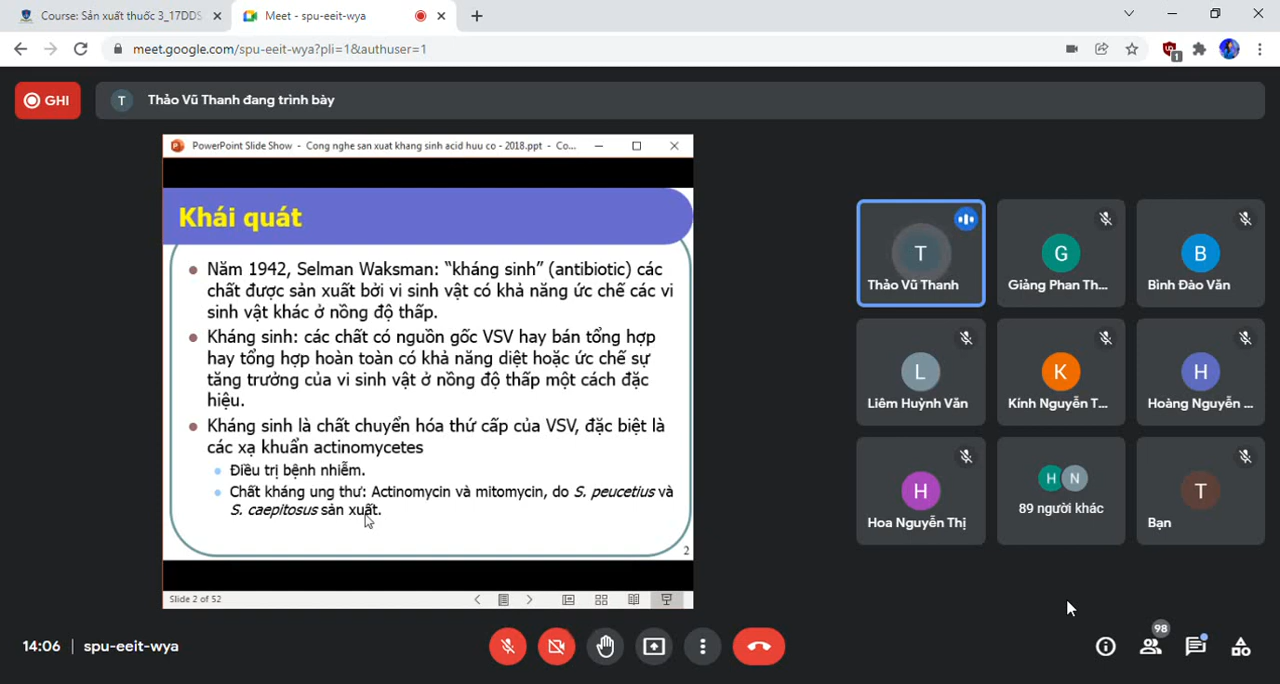 Course: Sản xuất thuốc 3_17DDS
Meet - spu-eeit-wya
meet.google.com/spu-eeit-wya?pli=1&authuser=1
1
GHI
T
Thảo Vũ Thanh đang trình bày
PowerPoint Slide Show - Cong nghe san xuat khang sinh acid huu co - 2018.ppt - Co...
Khái quát
Năm 1942, Selman Waksman: “kháng sinh” (antibiotic) các
chất được sản xuất bởi vi sinh vật có khả năng ức chế các vi
sinh vật khác ở nồng độ thấp.
Kháng sinh: các chất có nguồn gốc VSV hay bán tổng hợp
hay tổng hợp hoàn toàn có khả năng diệt hoặc ức chế sự
tăng trưởng của vi sinh vật ở nồng độ thấp một cách đặc
hiệu.
Kháng sinh là chất chuyển hóa thứ cấp của VSV, đặc biệt là
các xạ khuẩn actinomycetes
Điều trị bệnh nhiễm.
Chất kháng ung thư: Actinomycin và mitomycin, do S. peucetius và
S. caepitosus sản xuất.
2
Slide 2 of 52
T
Thảo Vũ Thanh
G
Giảng Phan Th...
B
Bình Đào Văn
L
Liêm Huỳnh Văn
K
Kính Nguyễn T...
H
Hoàng Nguyễn ...
H
Hoa Nguyễn Thị
H N
89 người khác
T
Bạn
14:06 | spu-eeit-wya
98